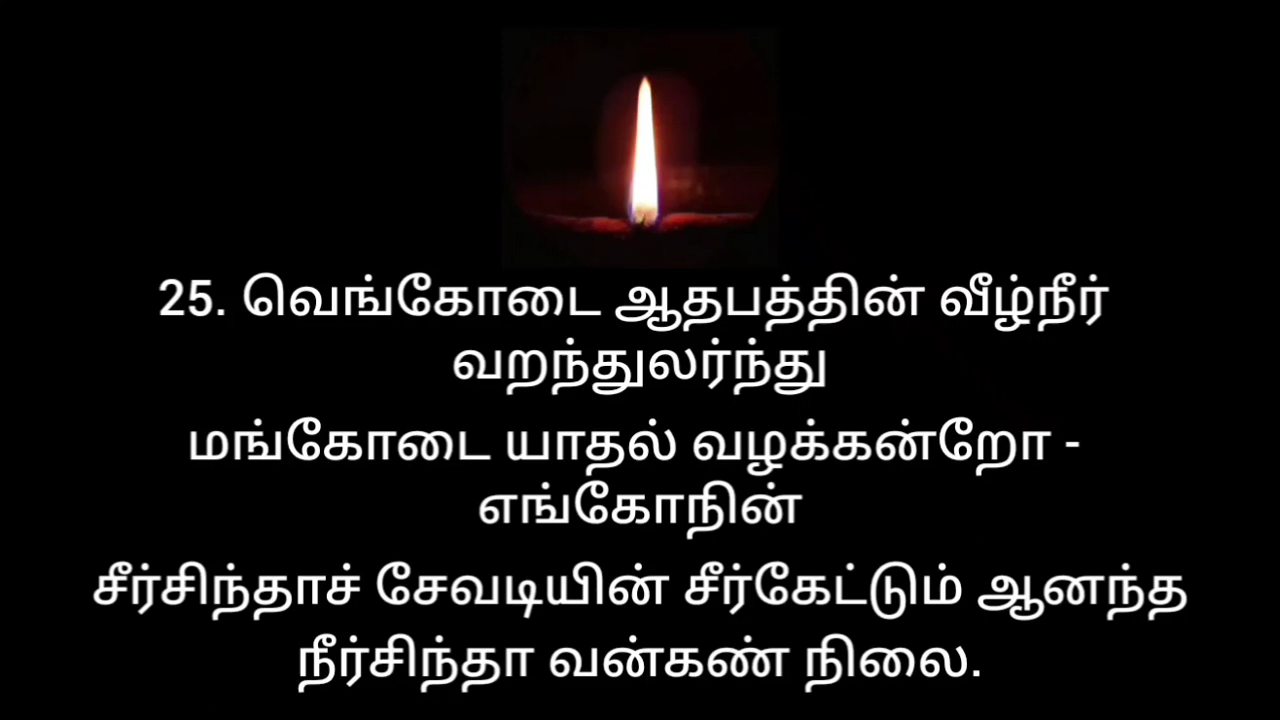 25. வெங்கோடை ஆதபத்தின் வீழ்நீர்
வறந்துலர்ந்து
மங்கோடை யாதல் வழக்கன்றோ -
எங்கோநின்
சீர்சிந்தாச் சேவடியின் சீர்கேட்டும் ஆனந்த
நீர்சிந்தா வன்கண் நிலை.